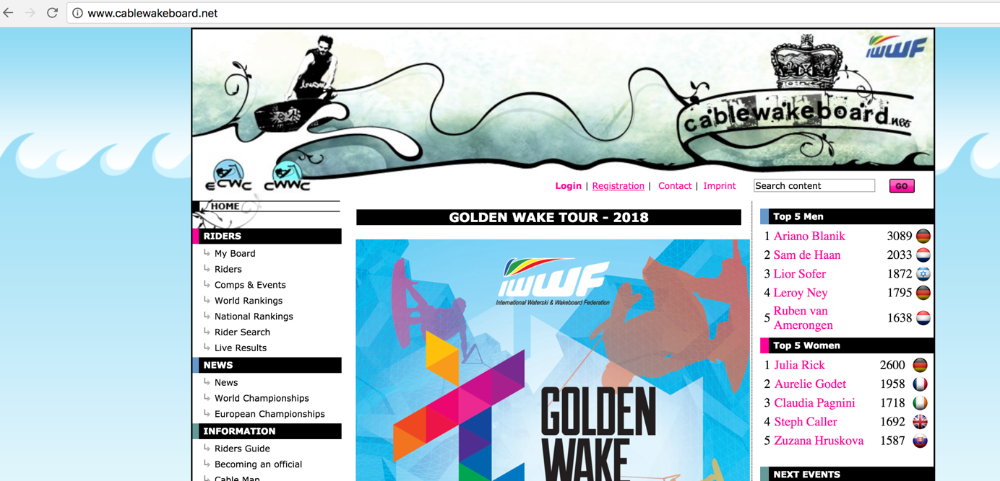 www.cablewakeboard.net
IWWF
cablewakeboard.net
ECWC CWWC
Login | Registration | Contact | Imprint
Search content
GO
HOME
RIDERS
My Board
Riders
Comps & Events
World Rankings
National Rankings
Rider Search
Live Results
NEWS
News
World Championships
European Championships
INFORMATION
Riders Guide
Becoming an official
Cable Map
GOLDEN WAKE TOUR - 2018
IWWF
International Waterski & Wakeboard Federation
GOLDEN
WAKE
Top 5 Men
1 Ariano Blanik 3089
2 Sam de Haan 2033
3 Lior Sofer 1872
4 Leroy Ney 1795
5 Ruben van
Amerongen 1638
Top 5 Women
1 Julia Rick 2600
2 Aurelie Godet 1958
3 Claudia Pagnini 1718
4 Steph Caller 1692
5 Zuzana Hruskova 1587
NEXT EVENTS